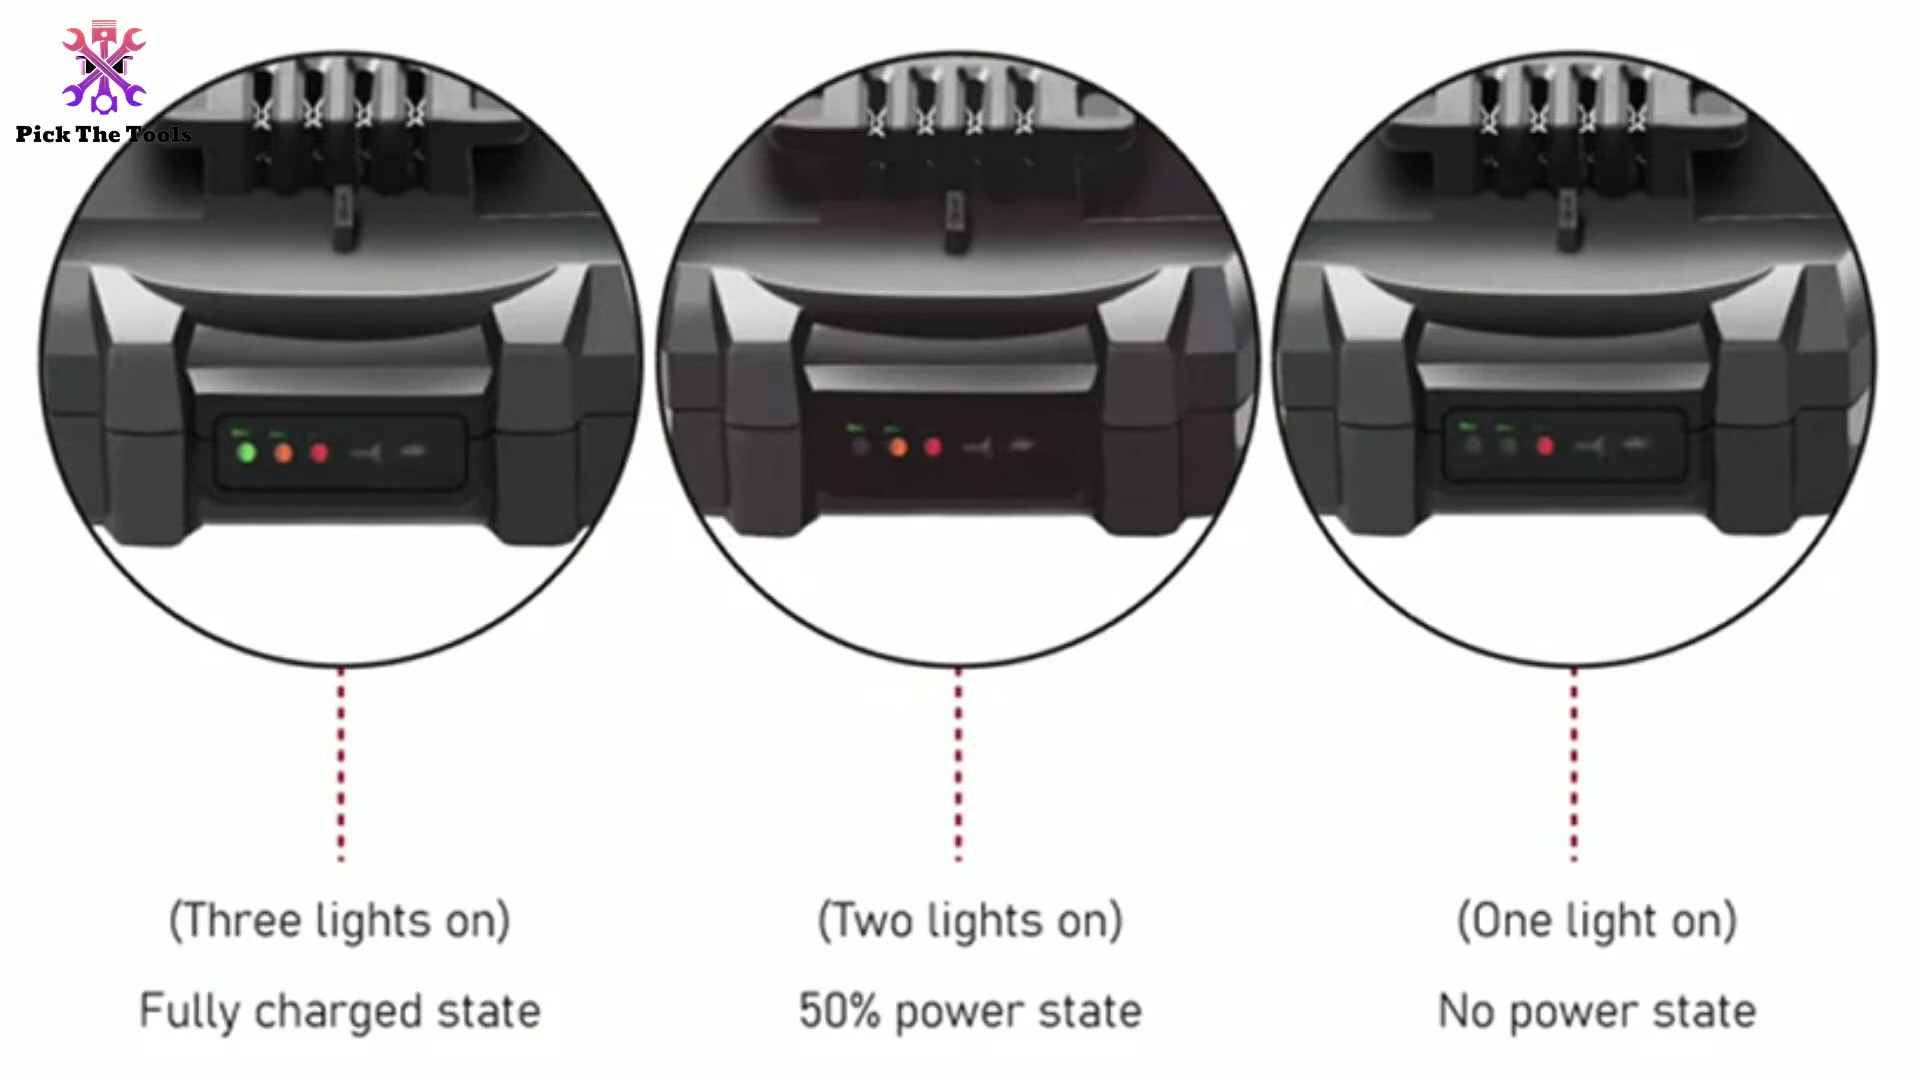 Pick The Tools
(Three lights on)
Fully charged state
(Two lights on)
50% power state
(One light on)
No power state